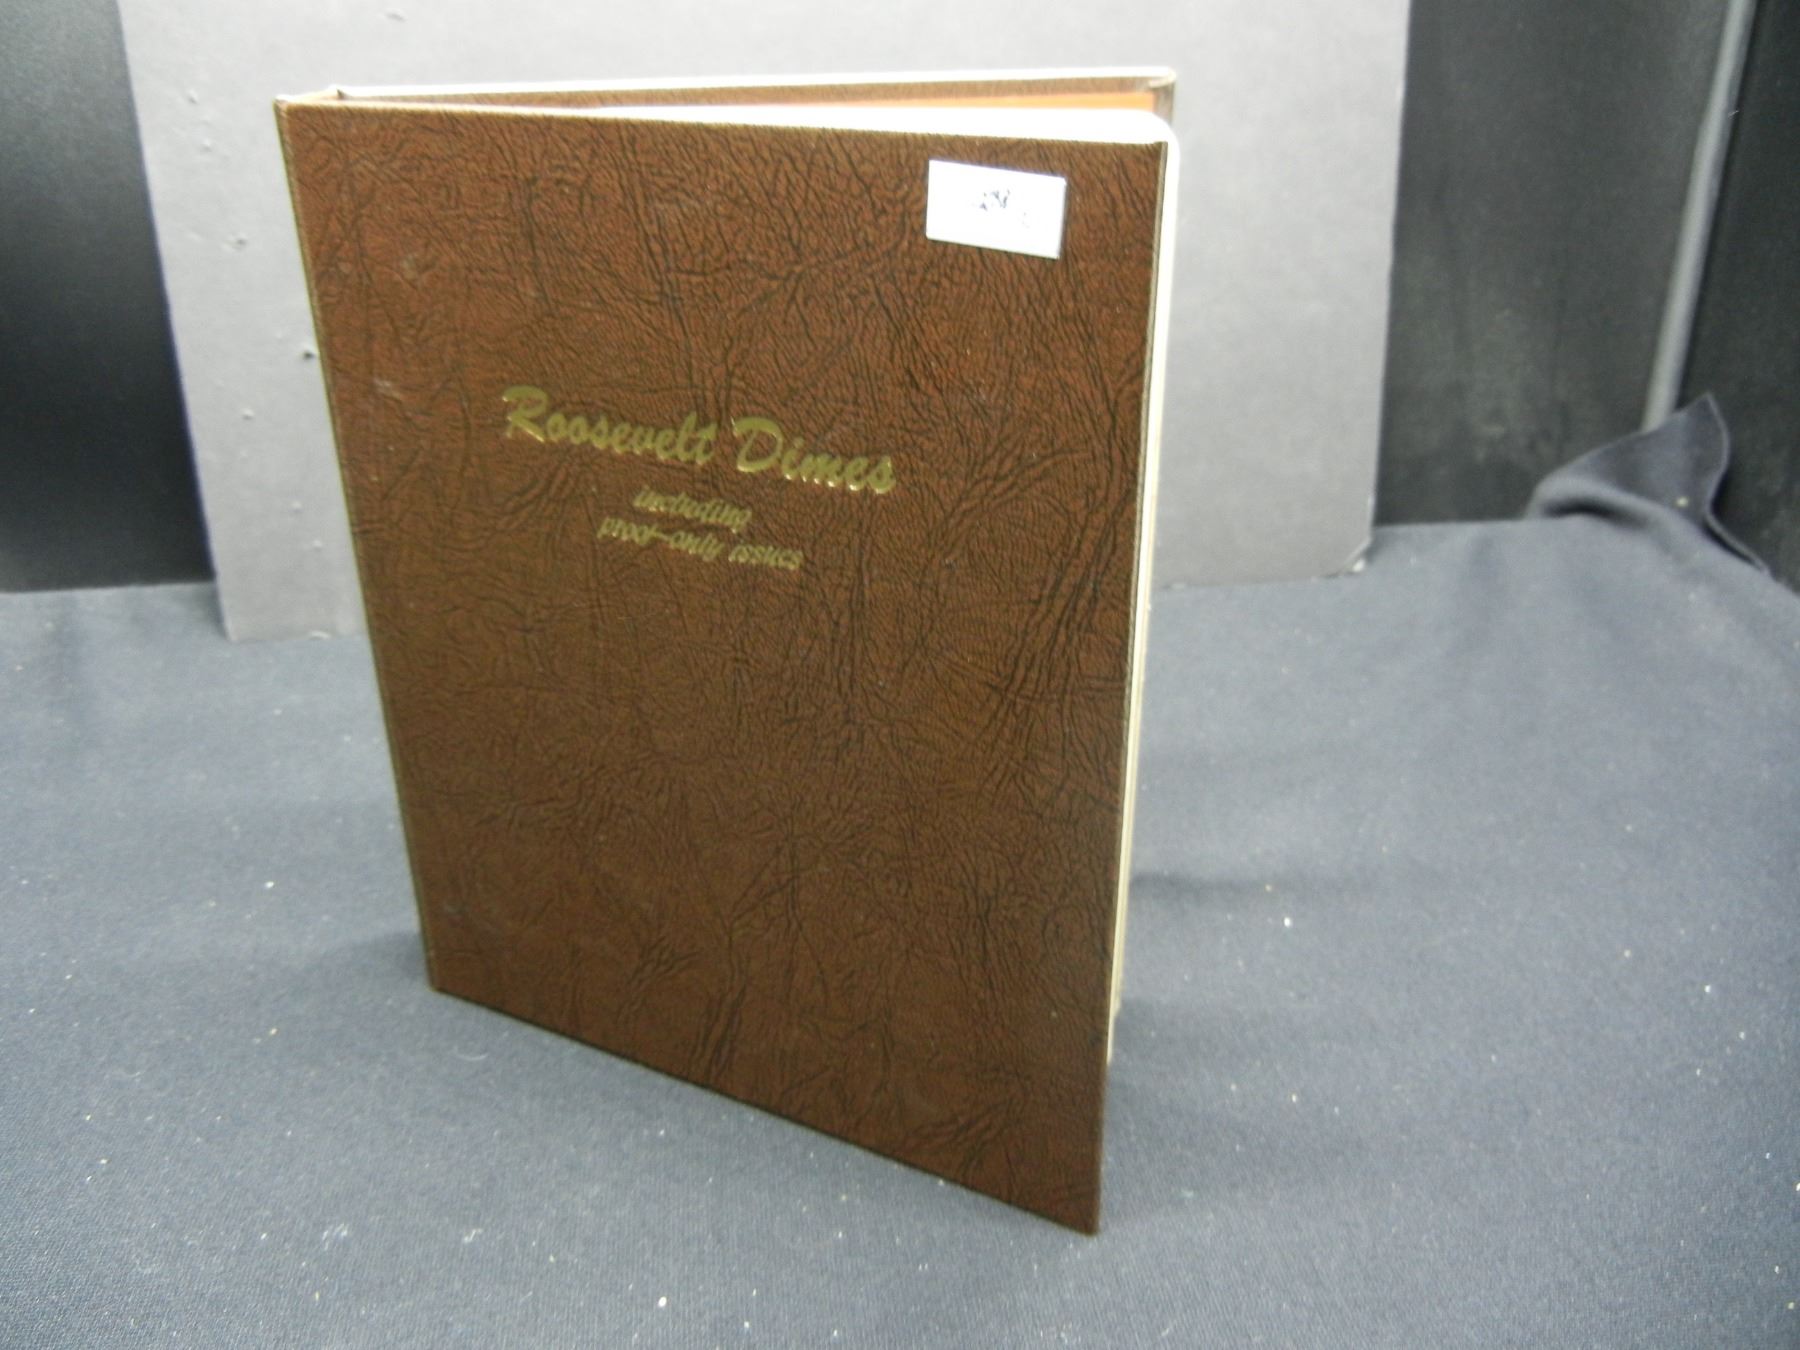 Roosevelt Dimes
including
proof-only issues